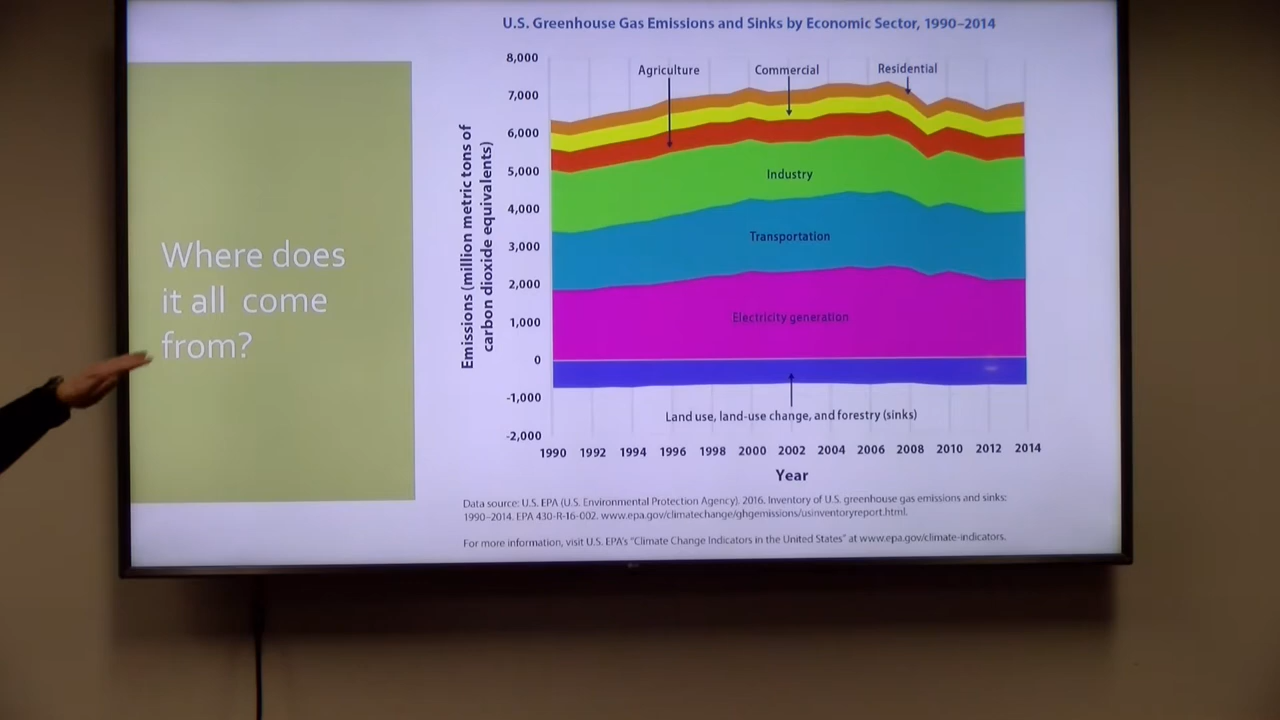 U.S. Greenhouse Gas Emissions and Sinks by Economic Sector, 1990–2014
Where does
it all come
from?
Emissions (million metric tons of
carbon dioxide equivalents)
8,000
7,000
6,000
5,000
4,000
3,000
2,000
1,000
0
-1,000
-2,000
Agriculture
Commercial
Residential
Industry
Transportation
Electricity generation
Land use, land-use change, and forestry (sinks)
1990 1992 1994 1996 1998 2000 2002 2004 2006 2008 2010 2012 2014
Year
Data source: U.S. EPA (U.S. Environmental Protection Agency). 2016. Inventory of U.S. greenhouse gas emissions and sinks:
1990–2014. EPA 430-R-16-002. www.epa.gov/climatechange/ghgemissions/usinventoryreport.html.
For more information, visit U.S. EPA's "Climate Change Indicators in the United States" at www.epa.gov/climate-indicators.